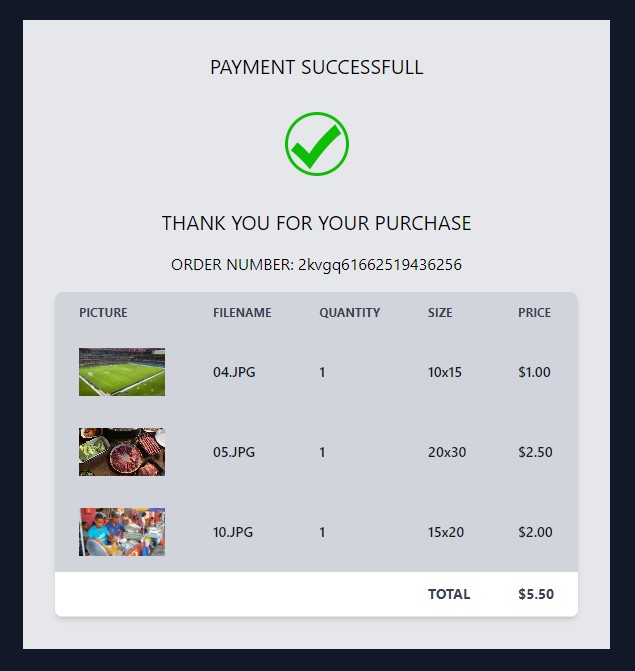 PAYMENT SUCCESSFULL
THANK YOU FOR YOUR PURCHASE
ORDER NUMBER: 2kvgq61662519436256
PICTURE FILENAME QUANTITY SIZE PRICE
04.JPG 1 10x15 $1.00
05.JPG 1 20x30 $2.50
10.JPG 1 15x20 $2.00
TOTAL $5.50